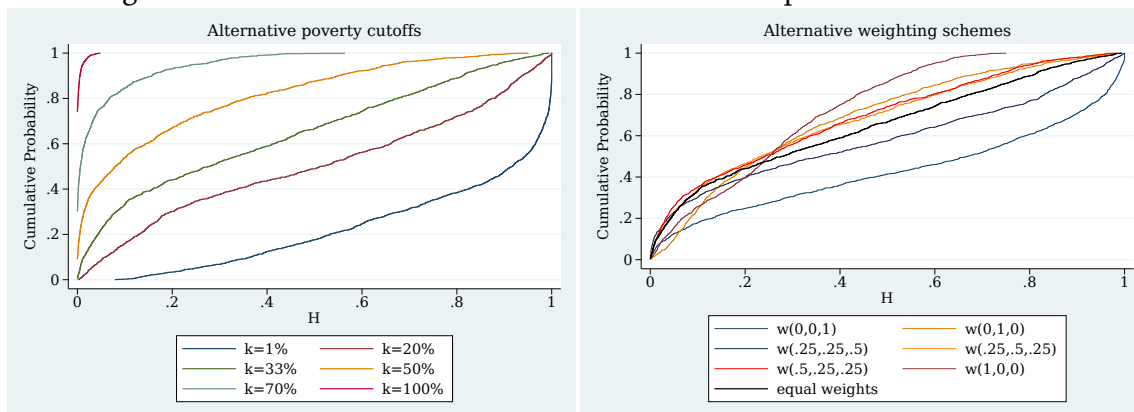 Alternative poverty cutoffs
Cumulative Probability
1
.8
.6
.4
.2
0
0 .2 .4 .6 .8 1
H
k=1% k=20%
k=33% k=50%
k=70% k=100%
Alternative weighting schemes
Cumulative Probability
1
.8
.6
.4
.2
0
0 .2 .4 .6 .8 1
H
w(0,0,1) w(0,1,0)
w(.25,.25,.5) w(.25,.5,.25)
w(.5,.25,.25) w(1,0,0)
equal weights